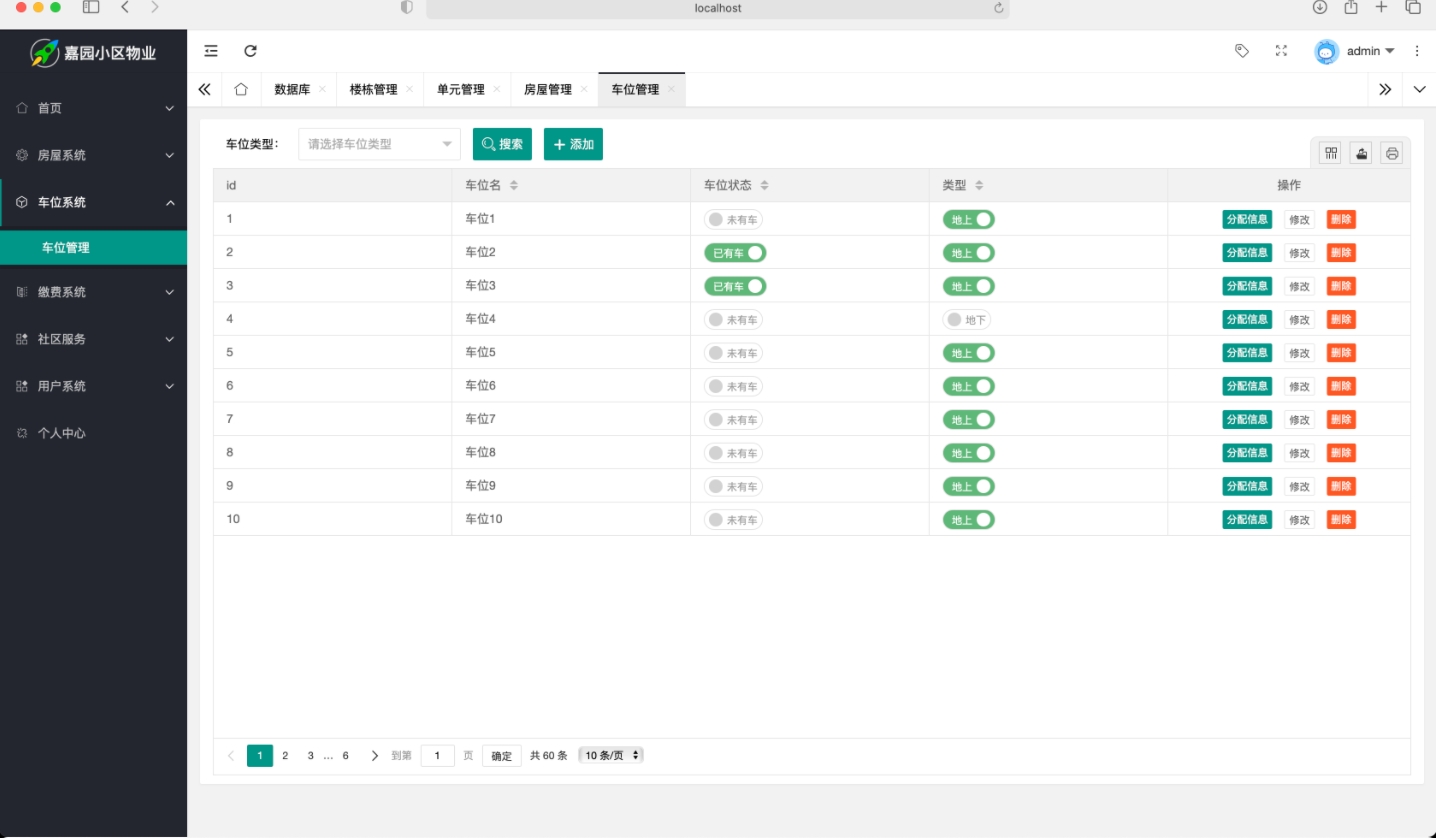 localhost
嘉园小区物业
admin
首页
房屋系统
车位系统
车位管理
缴费系统
社区服务
用户系统
个人中心
数据库 楼栋管理 单元管理 房屋管理 车位管理
车位类型: 请选择车位类型 搜索 添加
id 车位名 车位状态 类型 操作
1 车位1 未有车 地上 分配信息 修改 删除
2 车位2 已有车 地上 分配信息 修改 删除
3 车位3 已有车 地上 分配信息 修改 删除
4 车位4 未有车 地下 分配信息 修改 删除
5 车位5 未有车 地上 分配信息 修改 删除
6 车位6 未有车 地上 分配信息 修改 删除
7 车位7 未有车 地上 分配信息 修改 删除
8 车位8 未有车 地上 分配信息 修改 删除
9 车位9 未有车 地上 分配信息 修改 删除
10 车位10 未有车 地上 分配信息 修改 删除
1 2 3 … 6 到第 1 页 确定 共 60 条 10 条/页